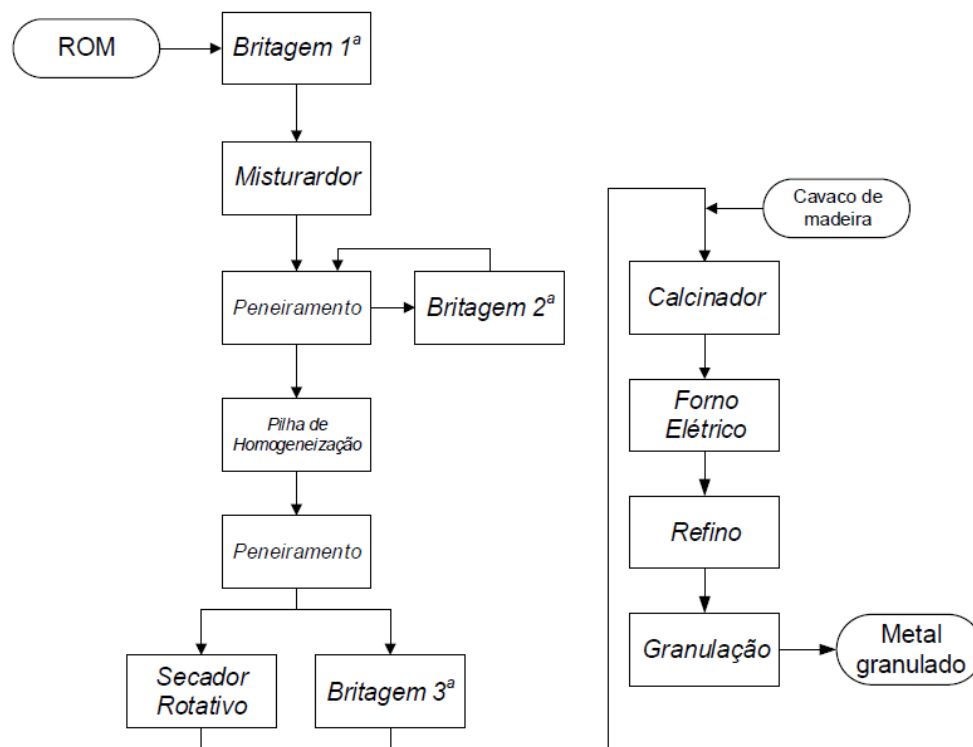 ROM
Britagem 1ª
Misturardor
Peneiramento
Britagem 2ª
Pilha de
Homogeneização
Peneiramento
Secador
Rotativo
Britagem 3ª
Cavaco de
madeira
Calcinador
Forno
Elétrico
Refino
Granulação
Metal
granulado